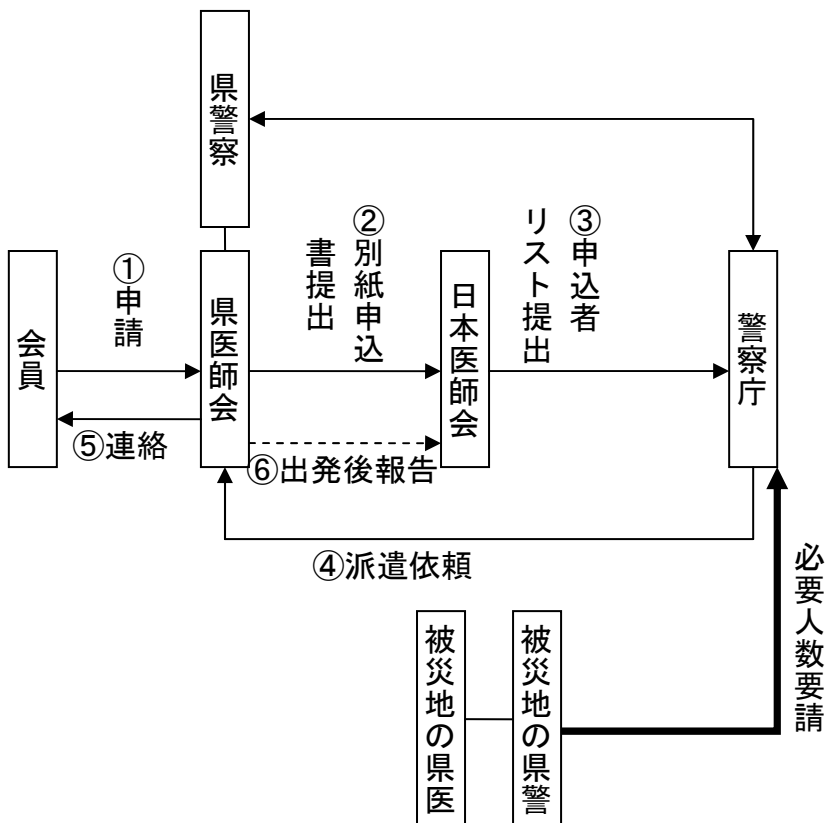 県警察
会員
①申請
県医師会
②別紙申込
書提出
日本医師会
③申込者
リスト提出
警察庁
⑤連絡
⑥出発後報告
④派遣依頼
必要人数要請
被災地の県医
被災地の県警